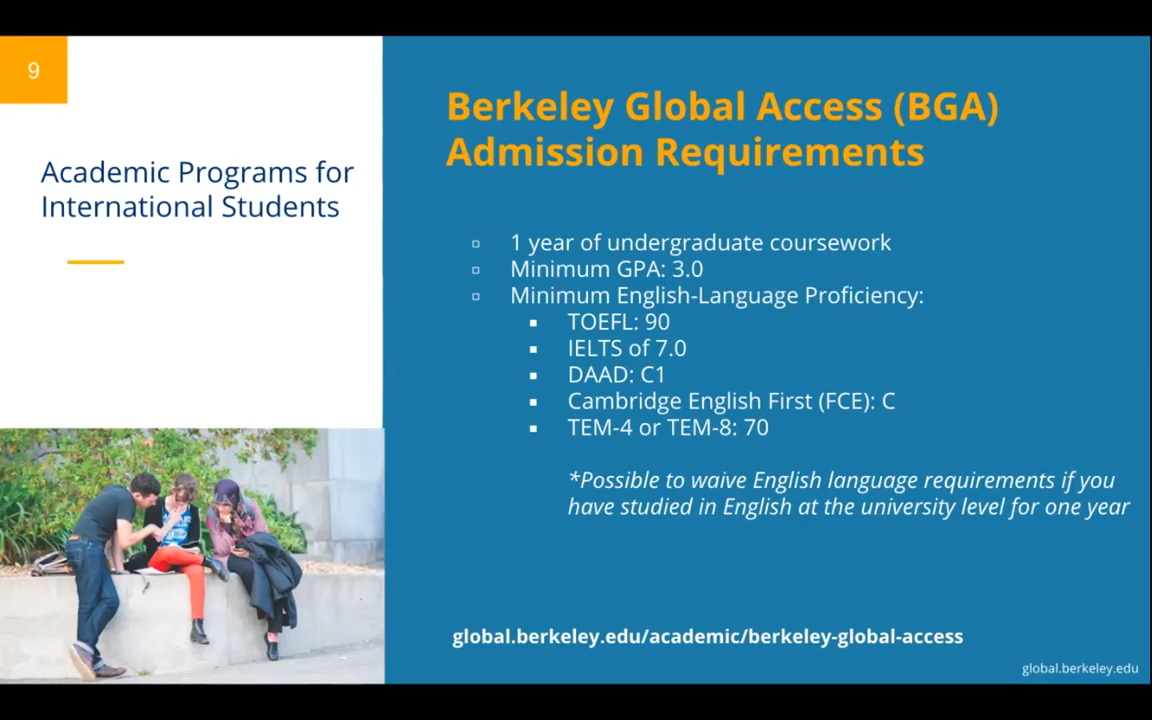 9
Academic Programs for
International Students
Berkeley Global Access (BGA)
Admission Requirements
1 year of undergraduate coursework
Minimum GPA: 3.0
Minimum English-Language Proficiency:
TOEFL: 90
IELTS of 7.0
DAAD: C1
Cambridge English First (FCE): C
TEM-4 or TEM-8: 70
*Possible to waive English language requirements if you
have studied in English at the university level for one year
global.berkeley.edu/academic/berkeley-global-access
global.berkeley.edu